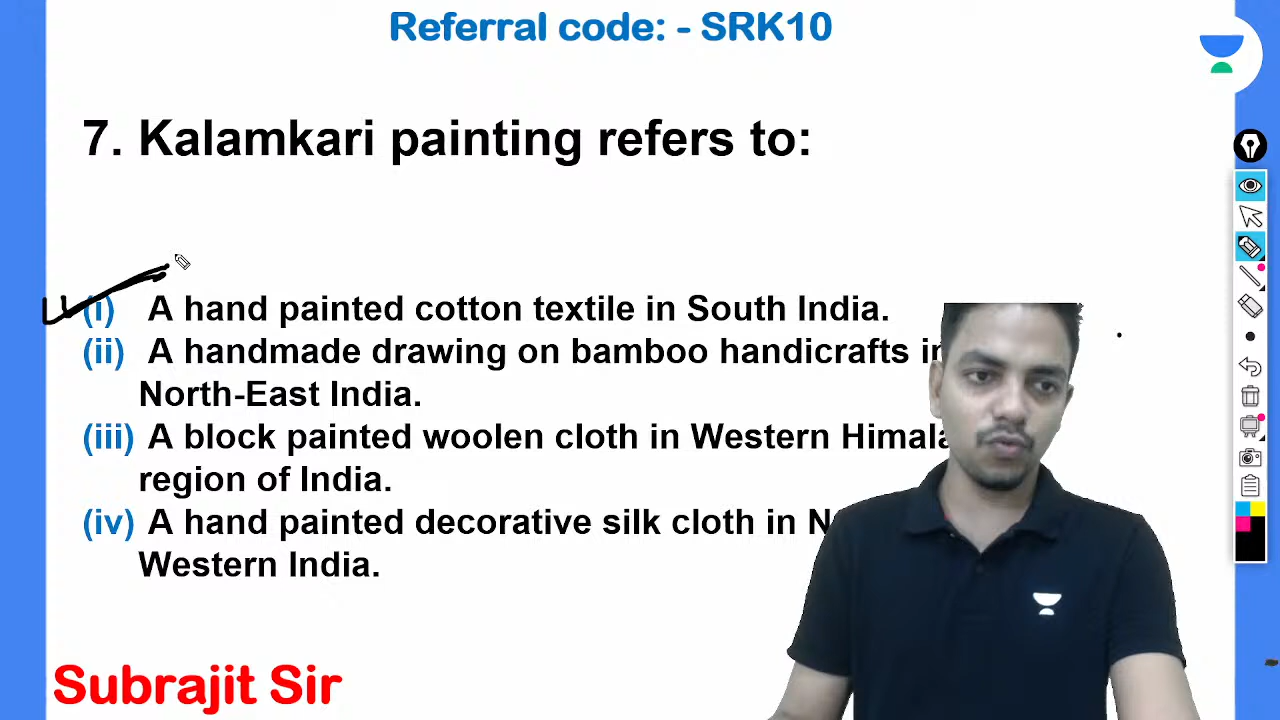 Referral code: - SRK10
7. Kalamkari painting refers to:
(i) A hand painted cotton textile in South India.
(ii) A handmade drawing on bamboo handicrafts in
North-East India.
(iii) A block painted woolen cloth in Western
region of India.
(iv) A hand painted decorative silk cloth in
Western India.
Subrajit Sir